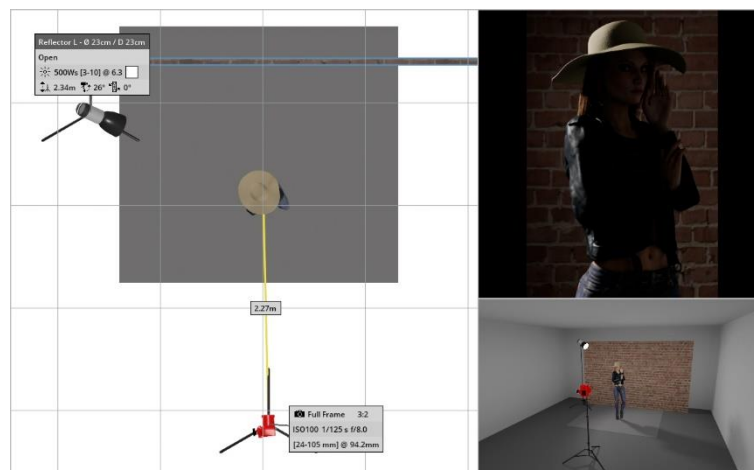 Reflector L - Ø 23cm / D 23cm
Open
500Ws [3-10] @ 6.3
2.34m 26° 0°
2.27m
Full Frame 3:2
ISO100 1/125 s f/8.0
[24-105 mm] @ 94.2mm